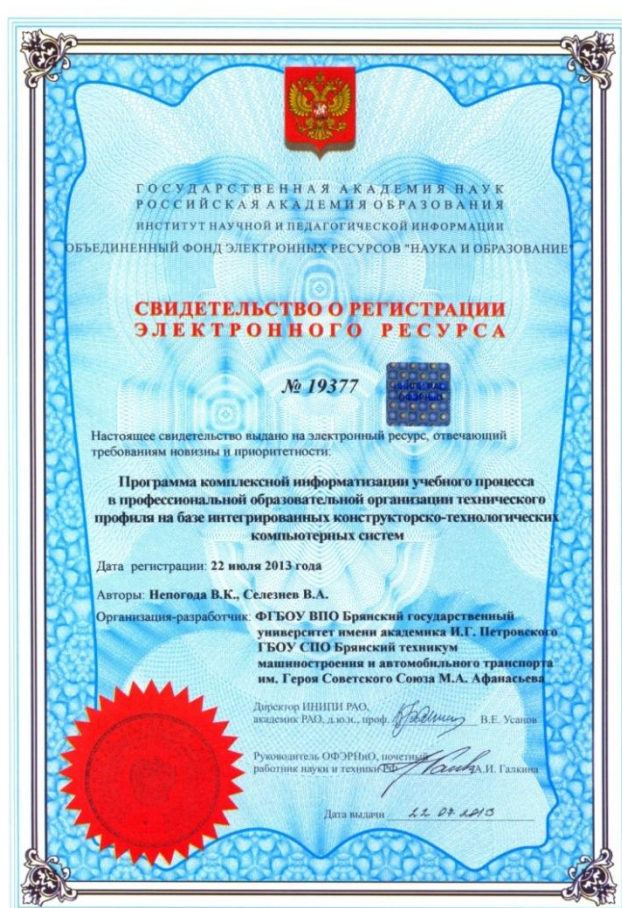 ГОСУДАРСТВЕННАЯ АКАДЕМИЯ НАУК
РОССИЙСКАЯ АКАДЕМИЯ ОБРАЗОВАНИЯ
ИНСТИТУТ НАУЧНОЙ И ПЕДАГОГИЧЕСКОЙ ИНФОРМАЦИИ
ОБЪЕДИНЕННЫЙ ФОНД ЭЛЕКТРОННЫХ РЕСУРСОВ "НАУКА И ОБРАЗОВАНИЕ"
СВИДЕТЕЛЬСТВО О РЕГИСТРАЦИИ
ЭЛЕКТРОННОГО РЕСУРСА
№ 19377
Настоящее свидетельство выдано на электронный ресурс, отвечающий
требованиям новизны и приоритетности:
Программа комплексной информатизации учебного процесса
в профессиональной образовательной организации технического
профиля на базе интегрированных конструкторско-технологических
компьютерных систем
Дата регистрации: 22 июля 2013 года
Авторы: Непогода В.К., Селезнев В.А.
Организация-разработчик: ФГБОУ ВПО Брянский государственный
университет имени академика И.Г. Петровского
ГБОУ СПО Брянский техникум
машиностроения и автомобильного транспорта
им. Героя Советского Союза М.А. Афанасьева
Директор ИНИПИ РАО,
академик РАО, д.ю.н., проф. В.Е. Усанов
Руководитель ОФЭРНиО, почетный
работник науки и техники РФ А.И. Галкина
Дата выдачи 22 07 2013